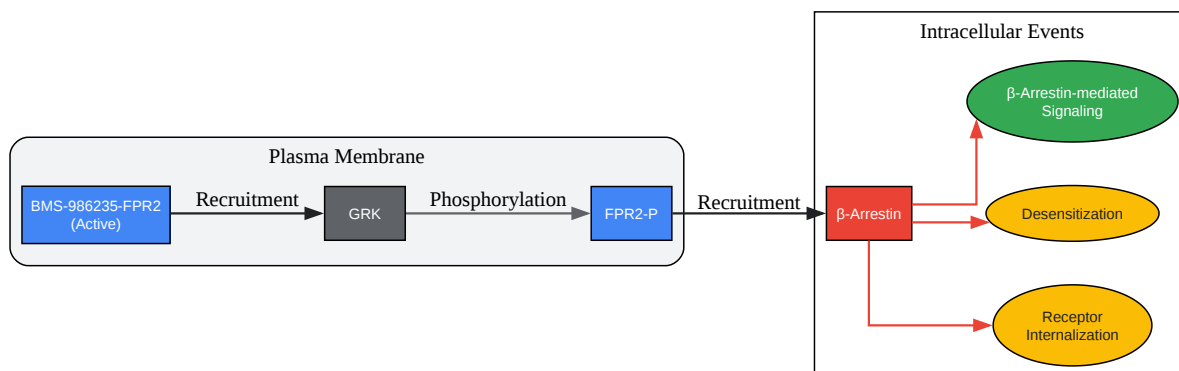 Intracellular Events
β-Arrestin-mediated
Signaling
Plasma Membrane
BMS-986235-FPR2
(Active)
Recruitment
GRK
Phosphorylation
FPR2-P
Recruitment
β-Arrestin
Desensitization
Receptor
Internalization